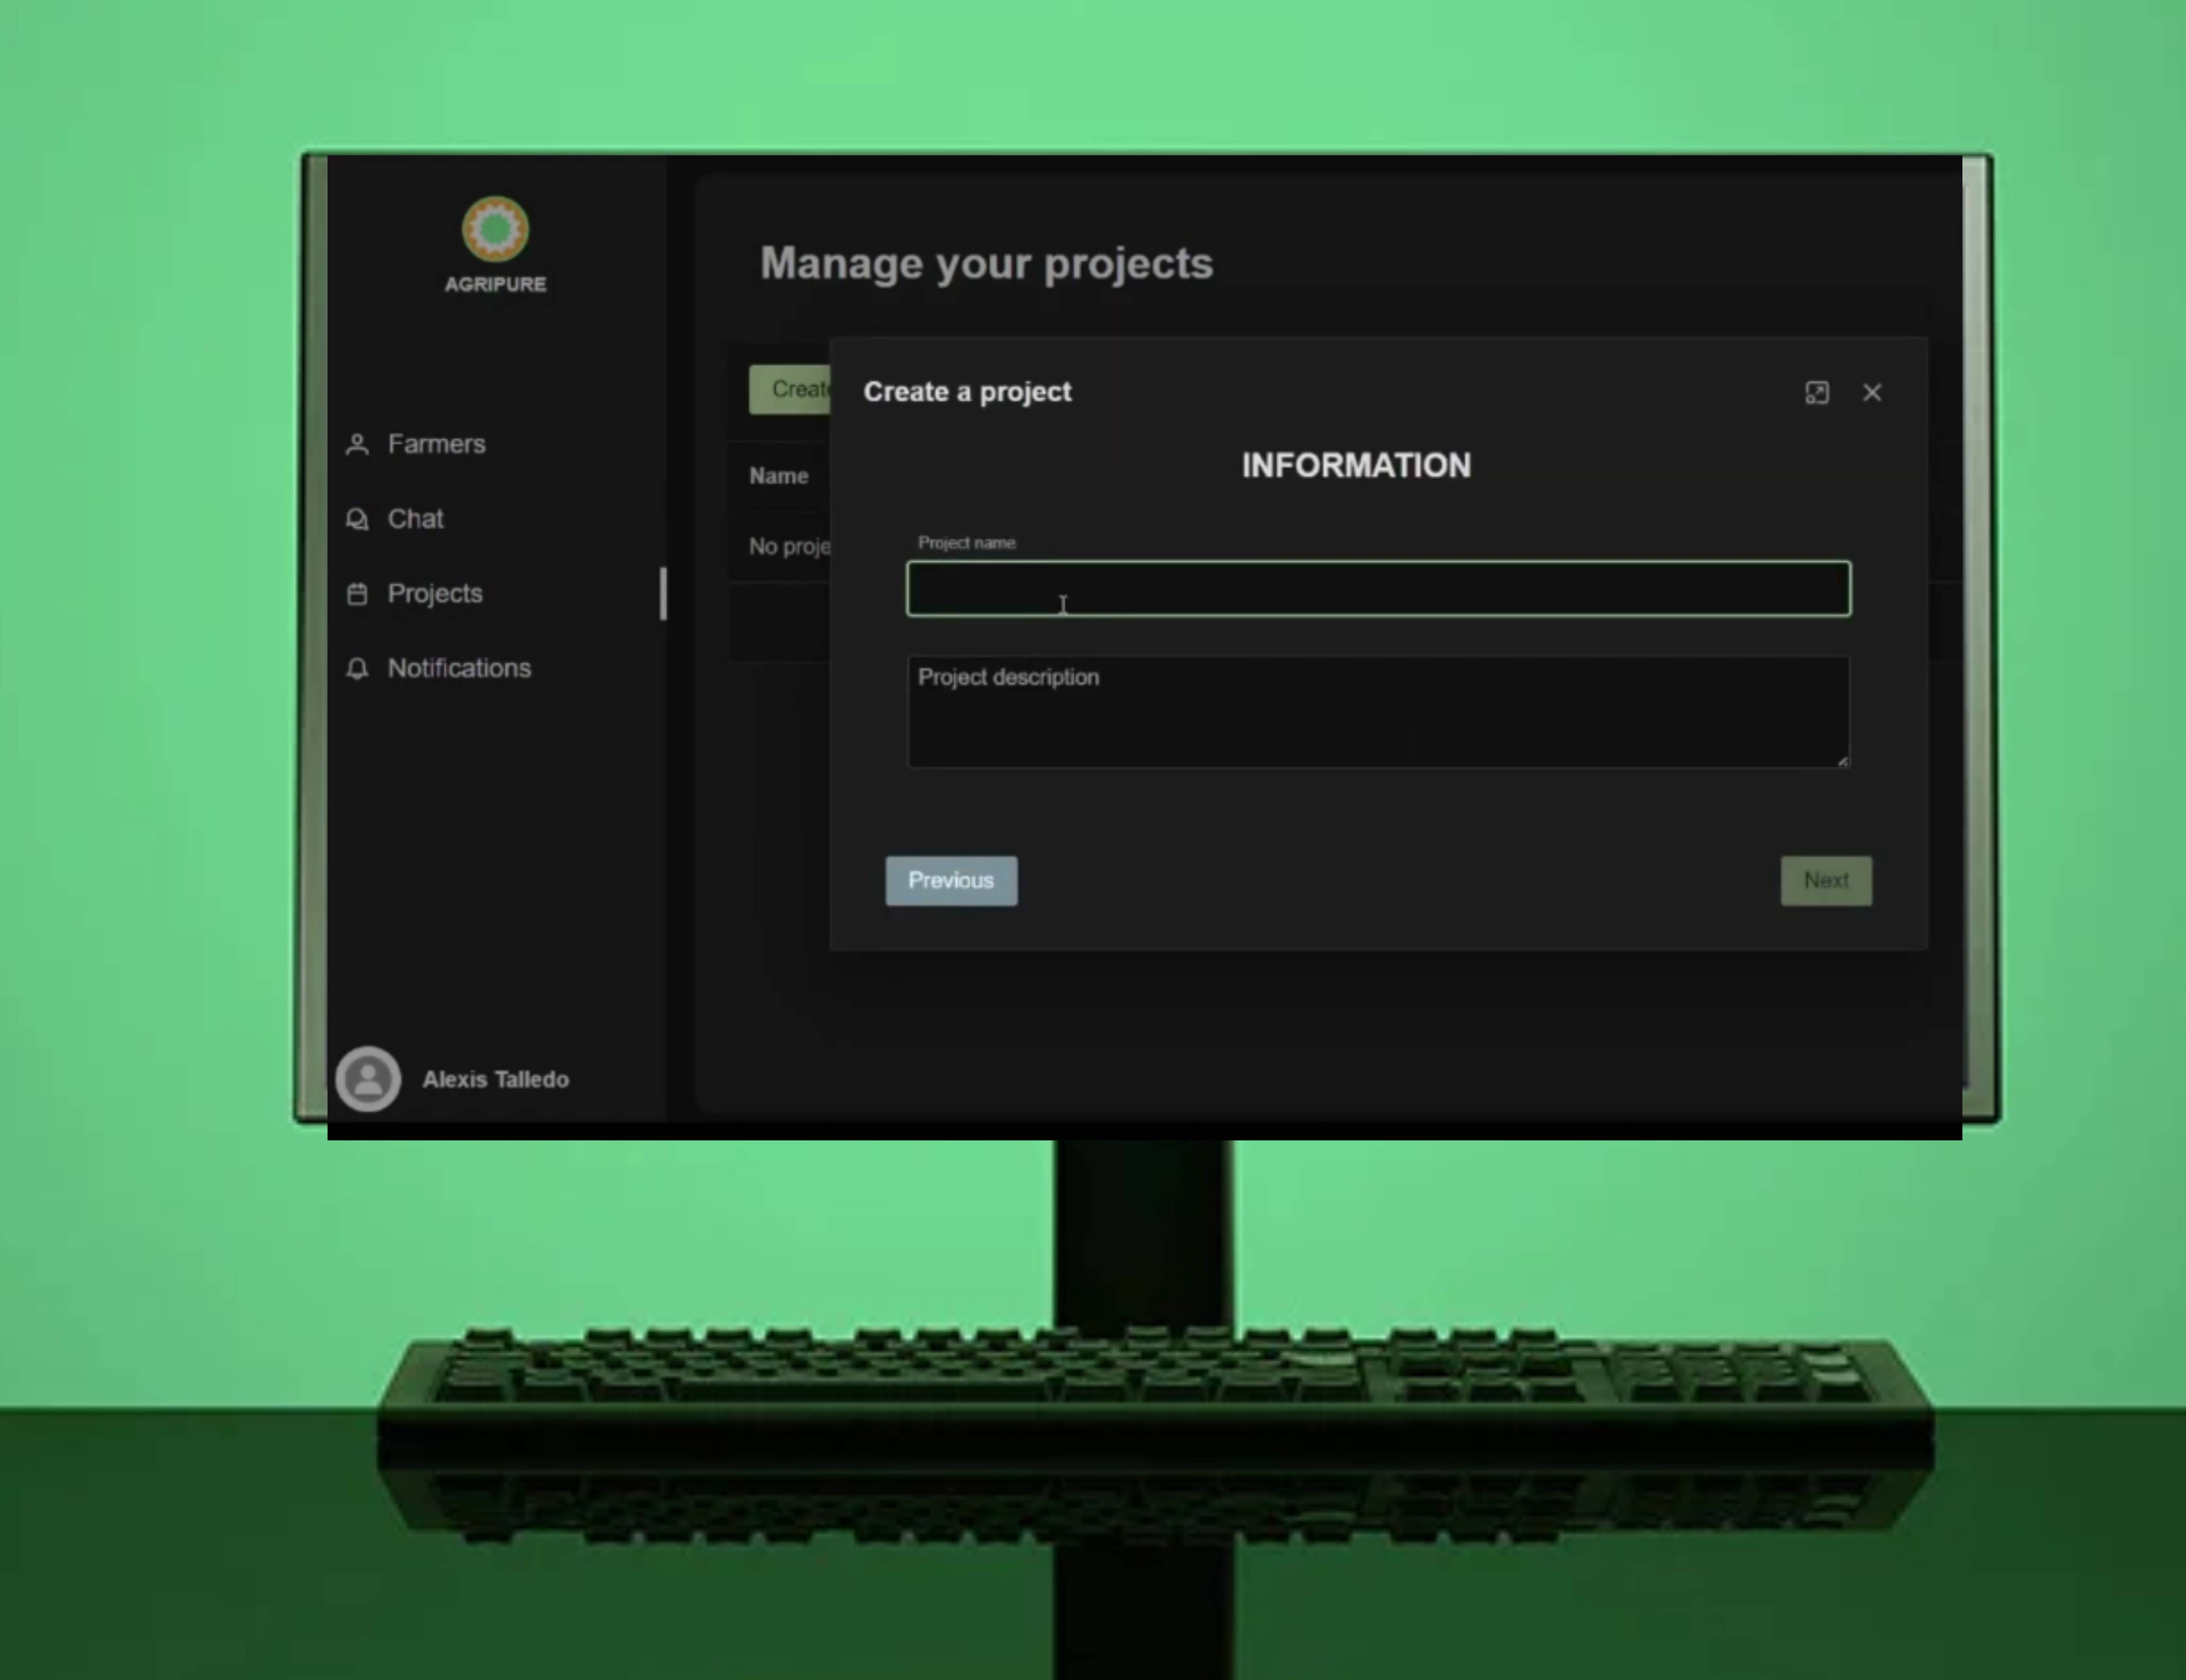 AGRIPURE
Farmers
Chat
Projects
Notifications
Alexis Talledo
Manage your projects
Create
Name
No proje
Create a project
INFORMATION
Project name
Project description
Previous
Next